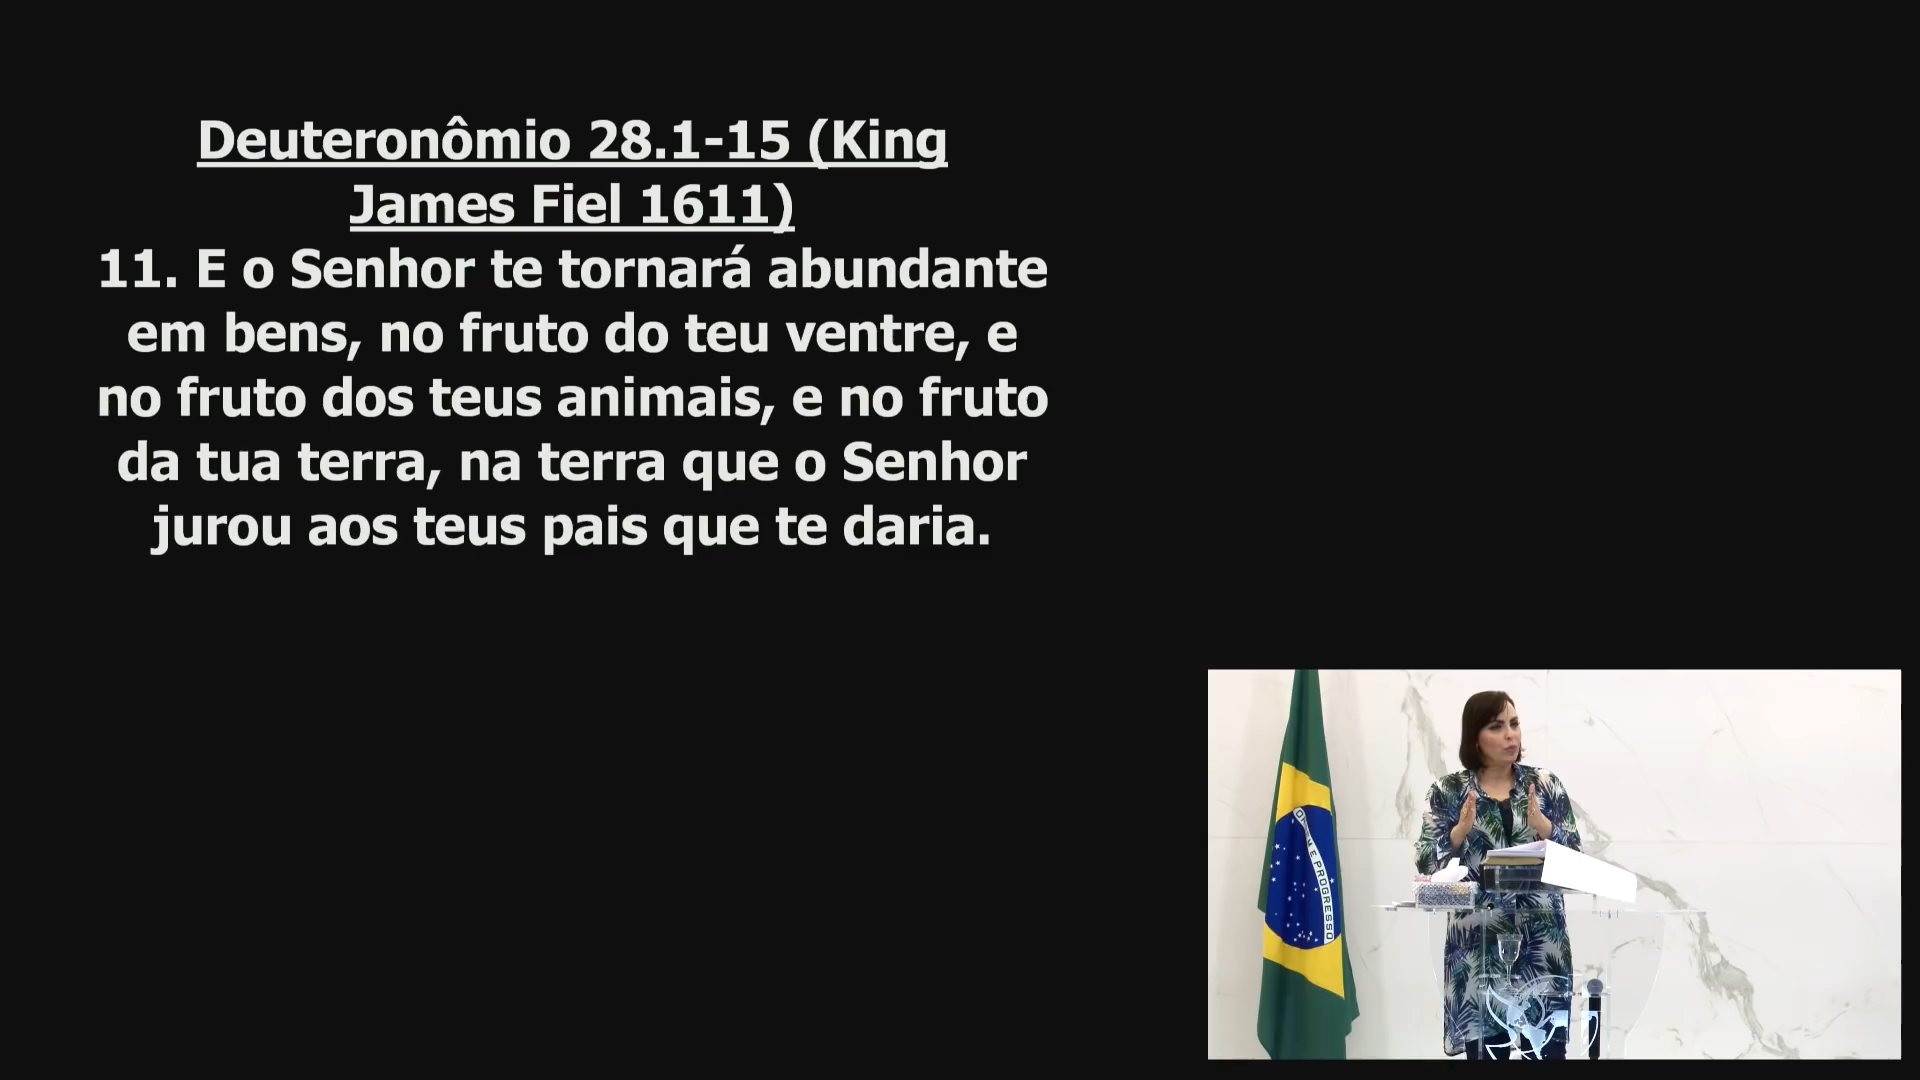 Deuteronômio 28.1-15 (King
James Fiel 1611)
11. E o Senhor te tornará abundante
em bens, no fruto do teu ventre, e
no fruto dos teus animais, e no fruto
da tua terra, na terra que o Senhor
jurou aos teus pais que te daria.
E PROGRESSO